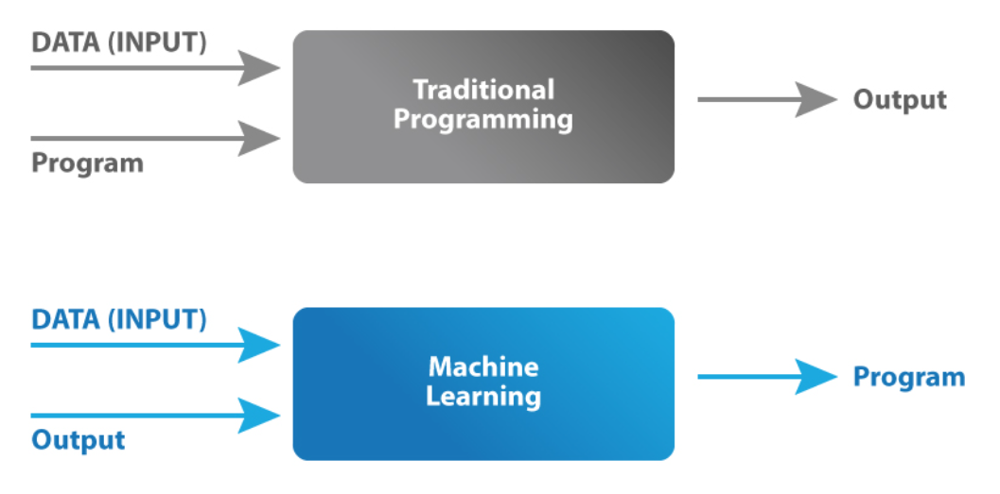 DATA (INPUT)
Program
Traditional
Programming
Output
DATA (INPUT)
Output
Machine
Learning
Program